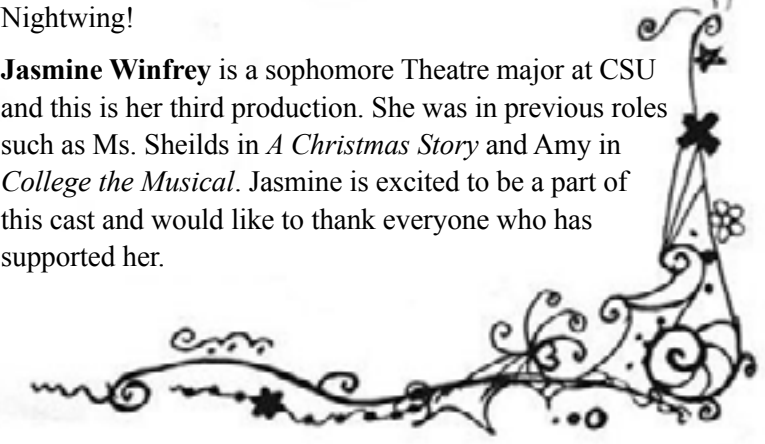 Nightwing!
Jasmine Winfrey is a sophomore Theatre major at CSU
and this is her third production. She was in previous roles
such as Ms. Sheilds in A Christmas Story and Amy in
College the Musical. Jasmine is excited to be a part of
this cast and would like to thank everyone who has
supported her.